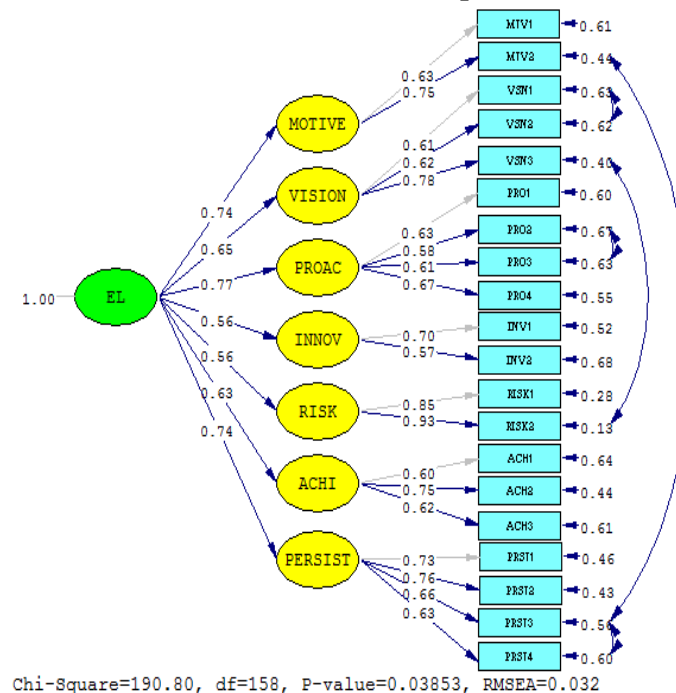 MTV1 0.61
MTV2 0.44
0.63
0.75
VSN1 0.63
MOTIVE
VSN2 0.62
0.61
0.62
0.78
VSN3 0.40
0.74
VISION
PRO1 0.60
0.65
PRO2 0.67
0.63
0.58
0.61
0.67
PRO3 0.63
PROAC
0.77
1.00 EL
PRO4 0.55
0.56
INNOV
0.70
0.57
INV1 0.52
INV2 0.68
0.56
RISK1 0.28
0.85
0.93
RISK
0.63
RISK2 0.13
0.74
ACH1 0.64
0.60
0.75
0.62
ACHI
ACH2 0.44
ACH3 0.61
PERSIST
0.73
0.76
0.66
0.63
PRST1 0.46
PRST2 0.43
PRST3 0.56
PRST4 0.60
Chi-Square=190.80, df=158, P-value=0.03853, RMSEA=0.032